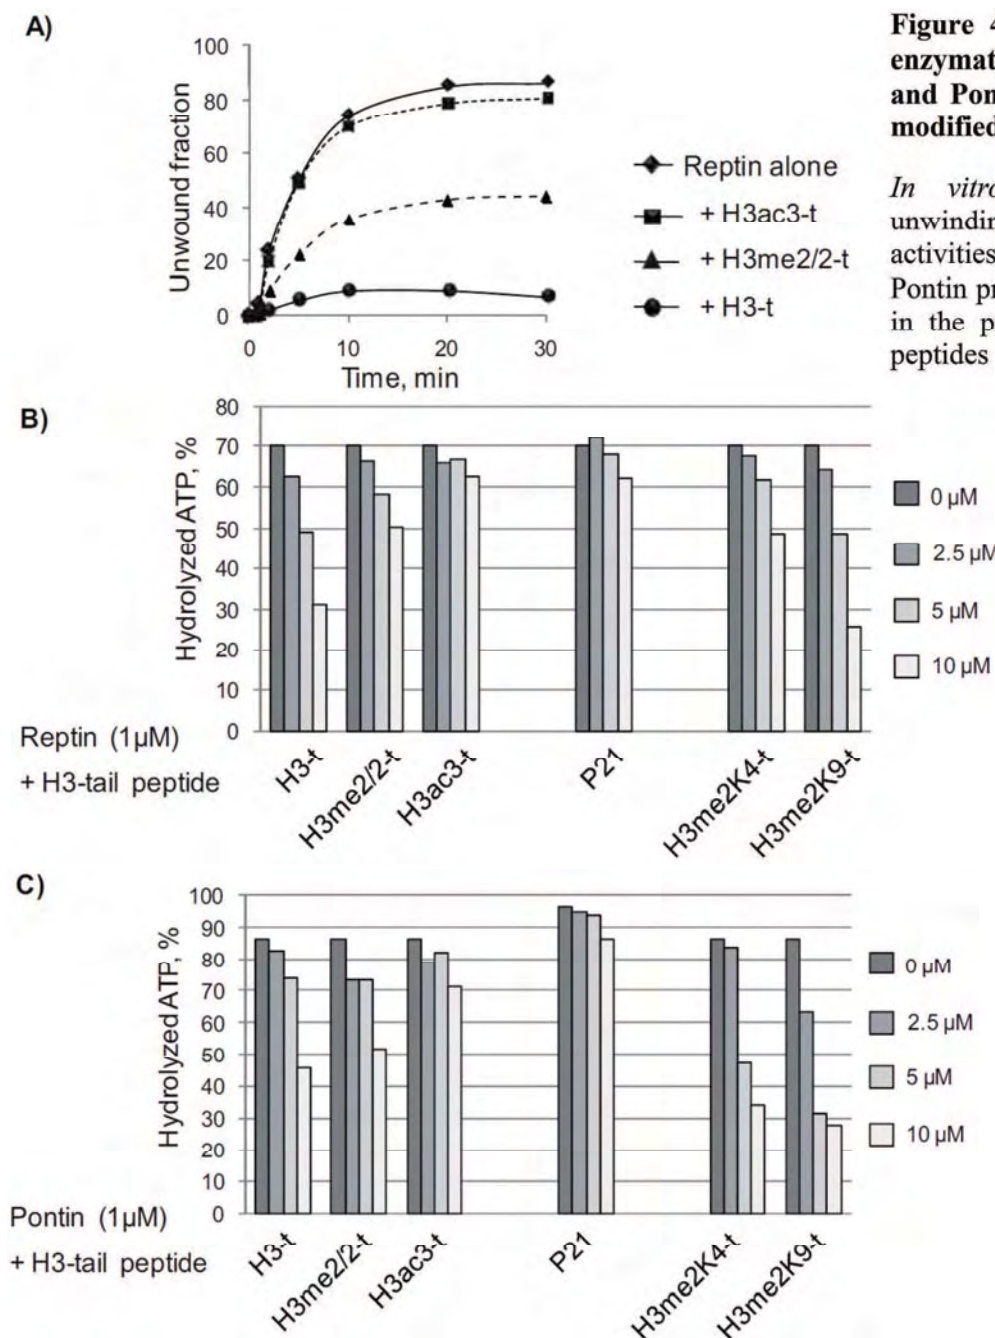 A)
100
80
60
40
20
0
Unwound fraction
0
10
20
30
Time, min
Reptin alone
+ H3ac3-t
+ H3me2/2-t
+ H3-t
Figure 4
enzymat
and Pon
modified
In vitro
unwindin
activities
Pontin pr
in the p
peptides
B)
80
70
60
50
40
30
20
10
0
Hydrolyzed ATP, %
0 µM
2.5 µM
5 µM
10 µM
Reptin (1µM)
+ H3-tail peptide
H3-t
H3me2/2-t
H3ac3-t
P21
H3me2K4-t
H3me2K9-t
C)
100
90
80
70
60
50
40
30
20
10
0
Hydrolyzed ATP, %
0 µM
2.5 µM
5 µM
10 µM
Pontin (1µM)
+ H3-tail peptide
H3-t
H3me2/2-t
H3ac3-t
P21
H3me2K4-t
H3me2K9-t